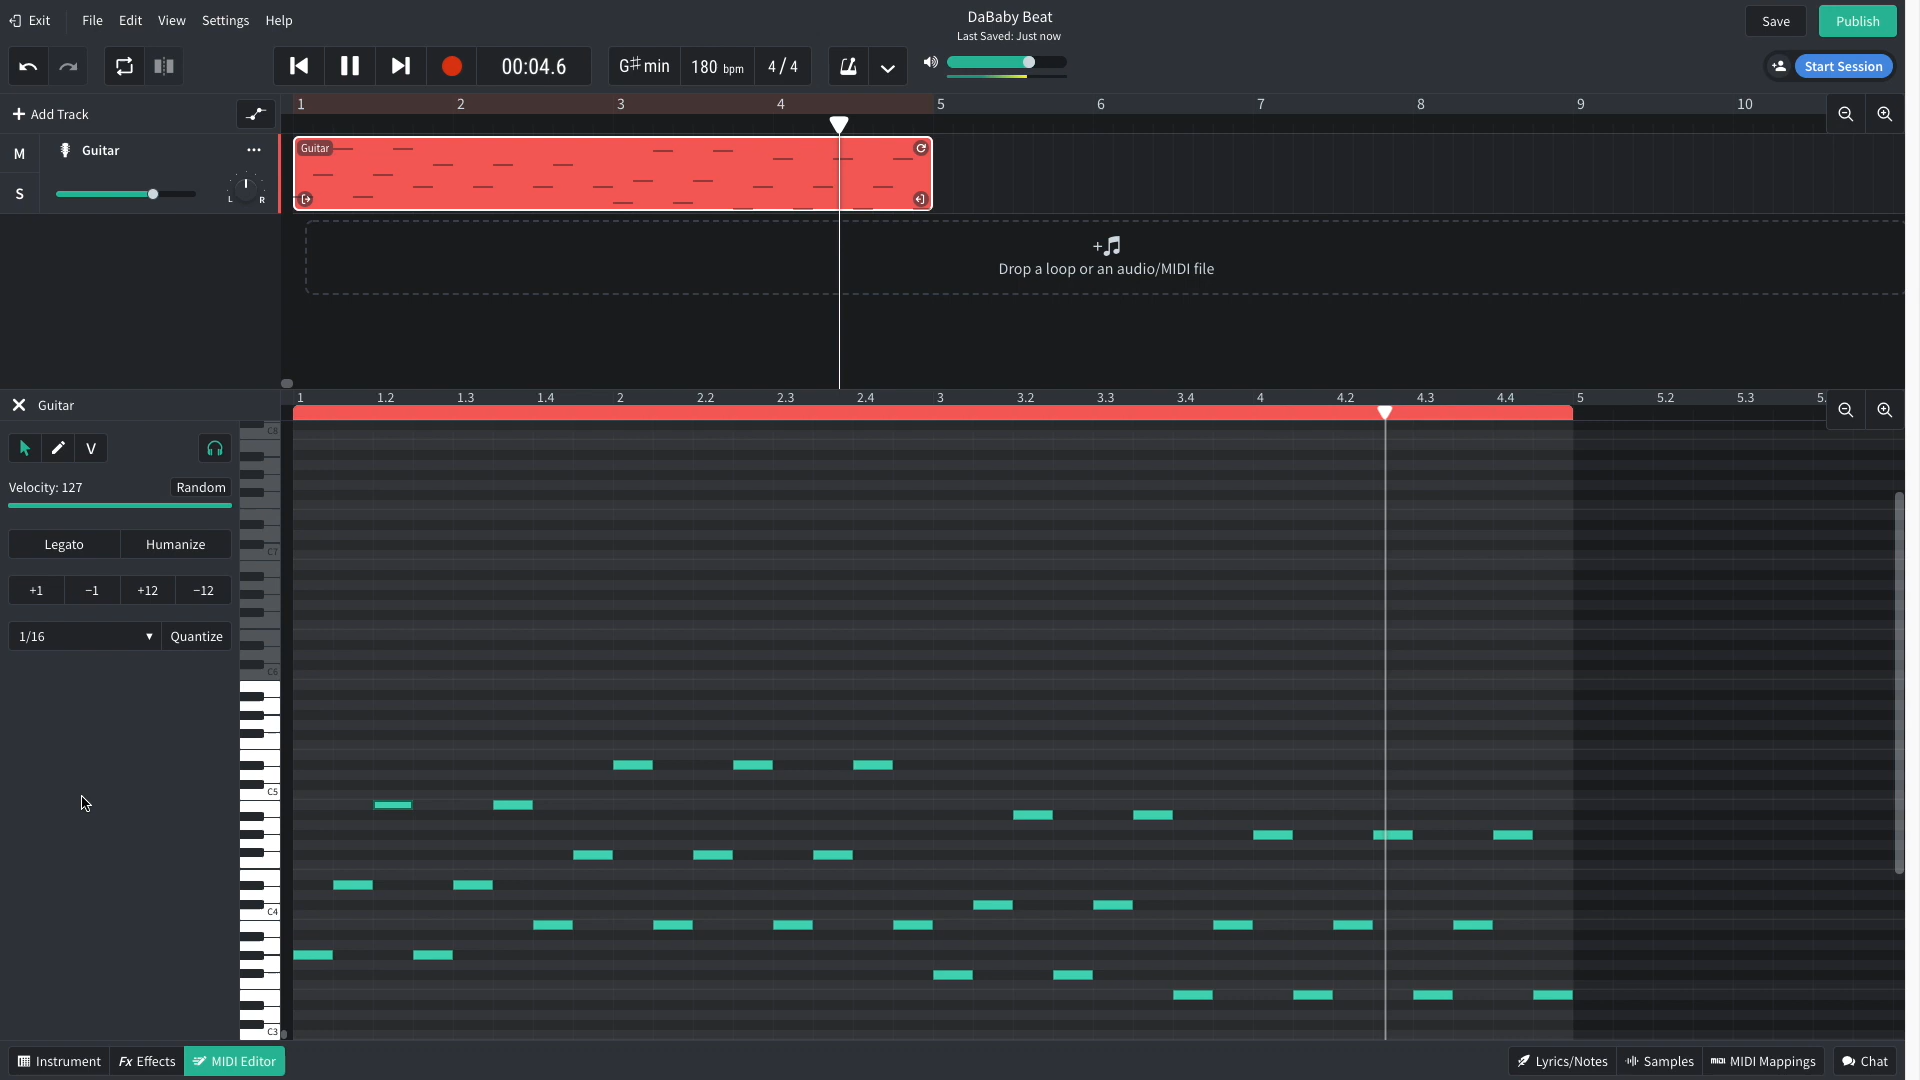 Exit File Edit View Settings Help
DaBaby Beat
Last Saved: Just now
Save Publish
00:04.6
G♯ min 180 bpm 4 / 4
Start Session
+ Add Track
1 2 3 4 5 6 7 8 9 10
M Guitar ...
S L R
Guitar
Drop a loop or an audio/MIDI file
Guitar
1 1.2 1.3 1.4 2 2.2 2.3 2.4 3 3.2 3.3 3.4 4 4.2 4.3 4.4 5 5.2 5.3 5.
V
Velocity: 127 Random
Legato Humanize
+1 −1 +12 −12
1/16 Quantize
C8
C7
C6
C5
C4
C3
Instrument Fx Effects MIDI Editor
Lyrics/Notes Samples MIDI Mappings Chat